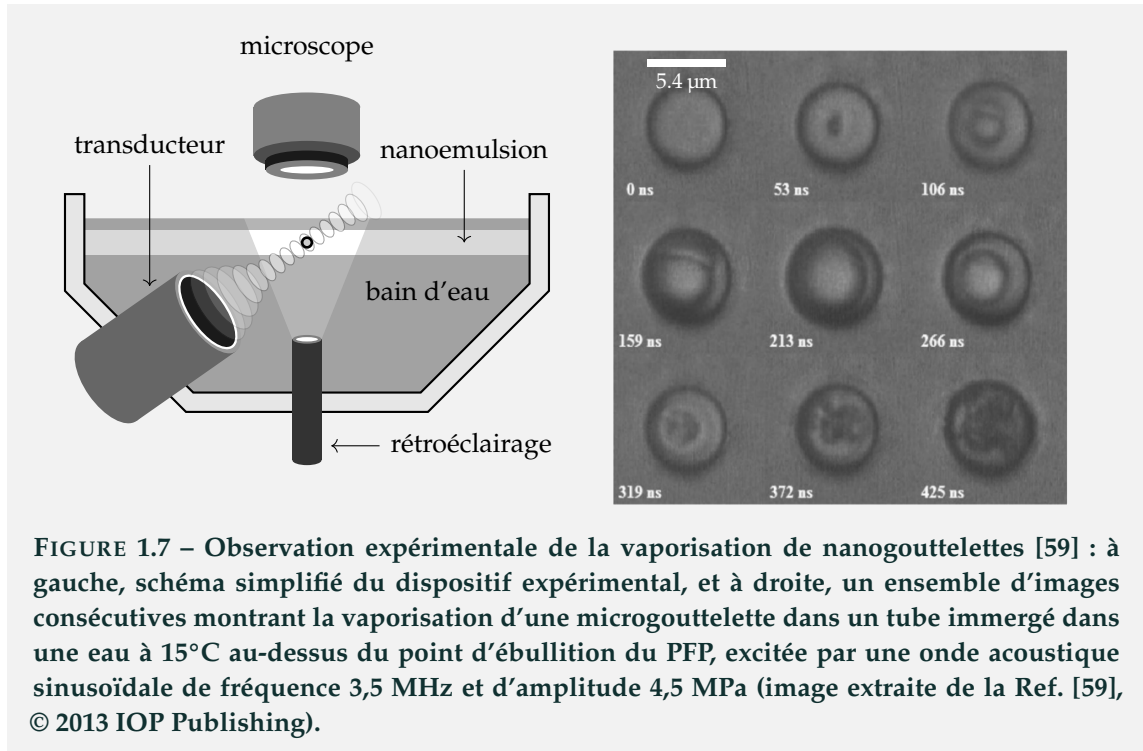 microscope
transducteur
nanoemulsion
bain d'eau
rétroéclairage
5.4 µm
0 ns
53 ns
106 ns
159 ns
213 ns
266 ns
319 ns
372 ns
425 ns
FIGURE 1.7 – Observation expérimentale de la vaporisation de nanogouttelettes [59] : à
gauche, schéma simplifié du dispositif expérimental, et à droite, un ensemble d'images
consécutives montrant la vaporisation d'une microgouttelette dans un tube immergé dans
une eau à 15°C au-dessus du point d'ébullition du PFP, excitée par une onde acoustique
sinusoïdale de fréquence 3,5 MHz et d'amplitude 4,5 MPa (image extraite de la Ref. [59],
© 2013 IOP Publishing).